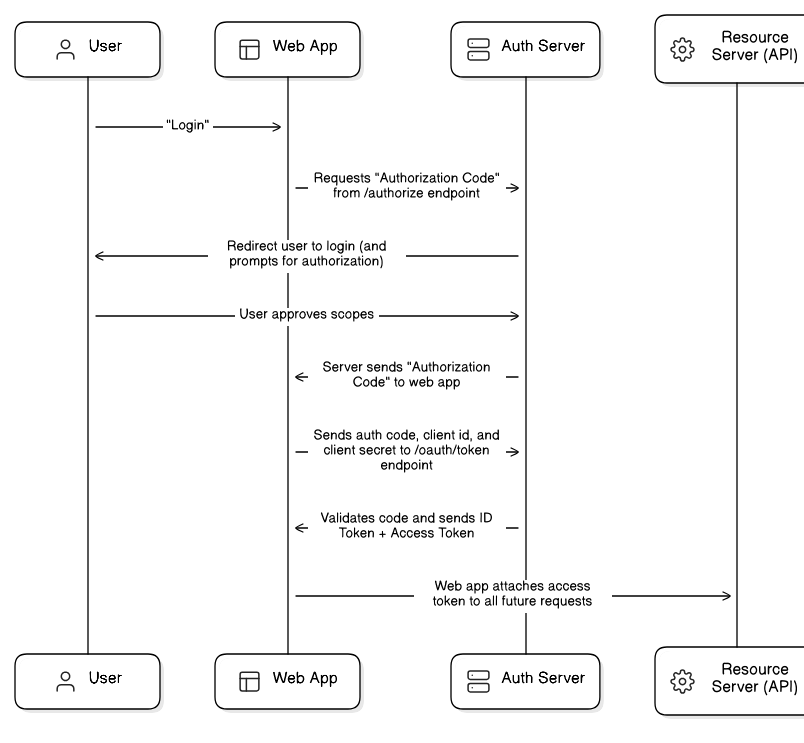 User
Web App
Auth Server
Resource
Server (API)
"Login"
Requests "Authorization Code"
from /authorize endpoint
Redirect user to login (and
prompts for authorization)
User approves scopes
Server sends "Authorization
Code" to web app
Sends auth code, client id, and
client secret to /oauth/token
endpoint
Validates code and sends ID
Token + Access Token
Web app attaches access
token to all future requests
User
Web App
Auth Server
Resource
Server (API)